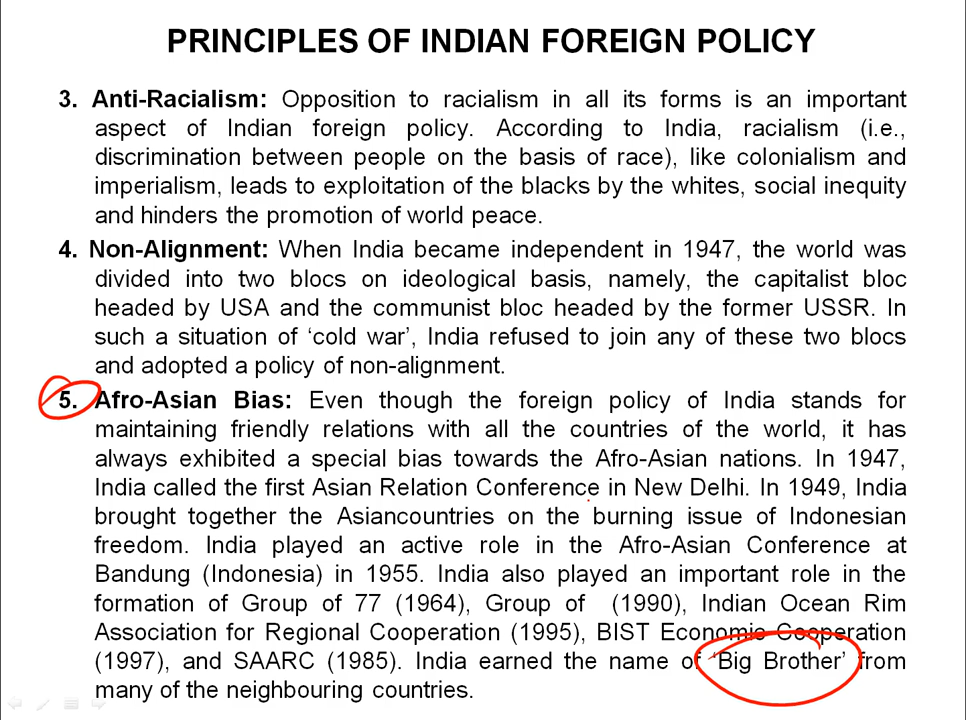 PRINCIPLES OF INDIAN FOREIGN POLICY
3. Anti-Racialism: Opposition to racialism in all its forms is an important
aspect of Indian foreign policy. According to India, racialism (i.e.,
discrimination between people on the basis of race), like colonialism and
imperialism, leads to exploitation of the blacks by the whites, social inequity
and hinders the promotion of world peace.
4. Non-Alignment: When India became independent in 1947, the world was
divided into two blocs on ideological basis, namely, the capitalist bloc
headed by USA and the communist bloc headed by the former USSR. In
such a situation of ‘cold war’, India refused to join any of these two blocs
and adopted a policy of non-alignment.
5. Afro-Asian Bias: Even though the foreign policy of India stands for
maintaining friendly relations with all the countries of the world, it has
always exhibited a special bias towards the Afro-Asian nations. In 1947,
India called the first Asian Relation Conference in New Delhi. In 1949, India
brought together the Asiancountries on the burning issue of Indonesian
freedom. India played an active role in the Afro-Asian Conference at
Bandung (Indonesia) in 1955. India also played an important role in the
formation of Group of 77 (1964), Group of (1990), Indian Ocean Rim
Association for Regional Cooperation (1995), BIST Economic Cooperation
(1997), and SAARC (1985). India earned the name of ‘Big Brother’ from
many of the neighbouring countries.